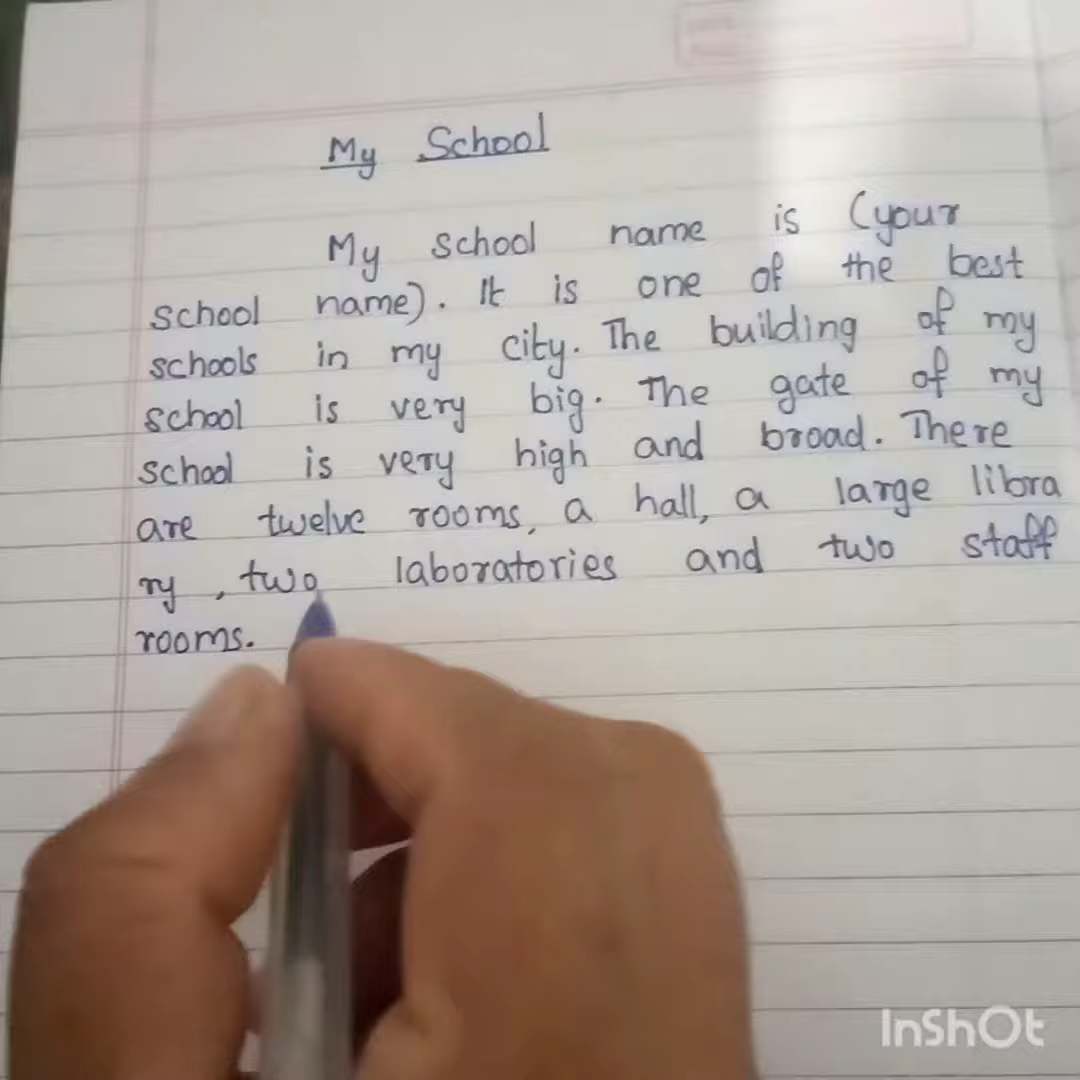 My School
My school name is (your
school name). It is one of the best
schools in my city. The building of my
school is very big. The gate of my
school is very high and broad. There
are twelve rooms, a hall, a large libra
ry, two laboratories and two staff
rooms.
InShOt